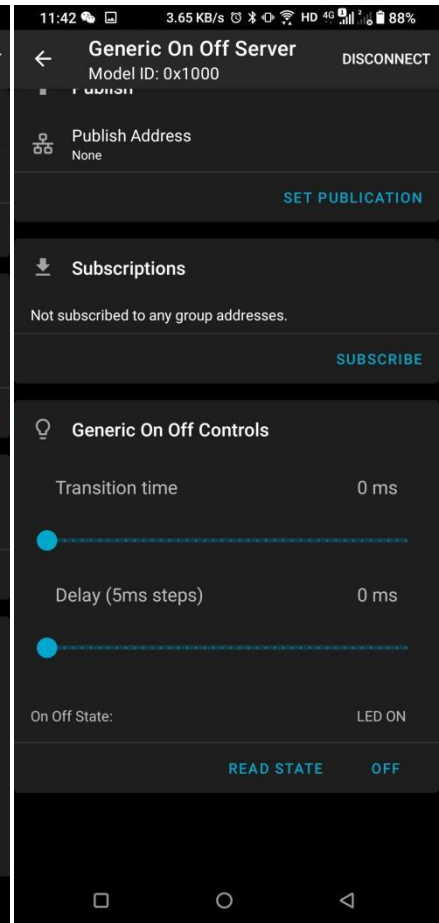 11:42 3.65 KB/s HD 4G 88%
Generic On Off Server
Model ID: 0x1000
DISCONNECT
Publish
Publish Address
None
SET PUBLICATION
Subscriptions
Not subscribed to any group addresses.
SUBSCRIBE
Generic On Off Controls
Transition time 0 ms
Delay (5ms steps) 0 ms
On Off State: LED ON
READ STATE OFF